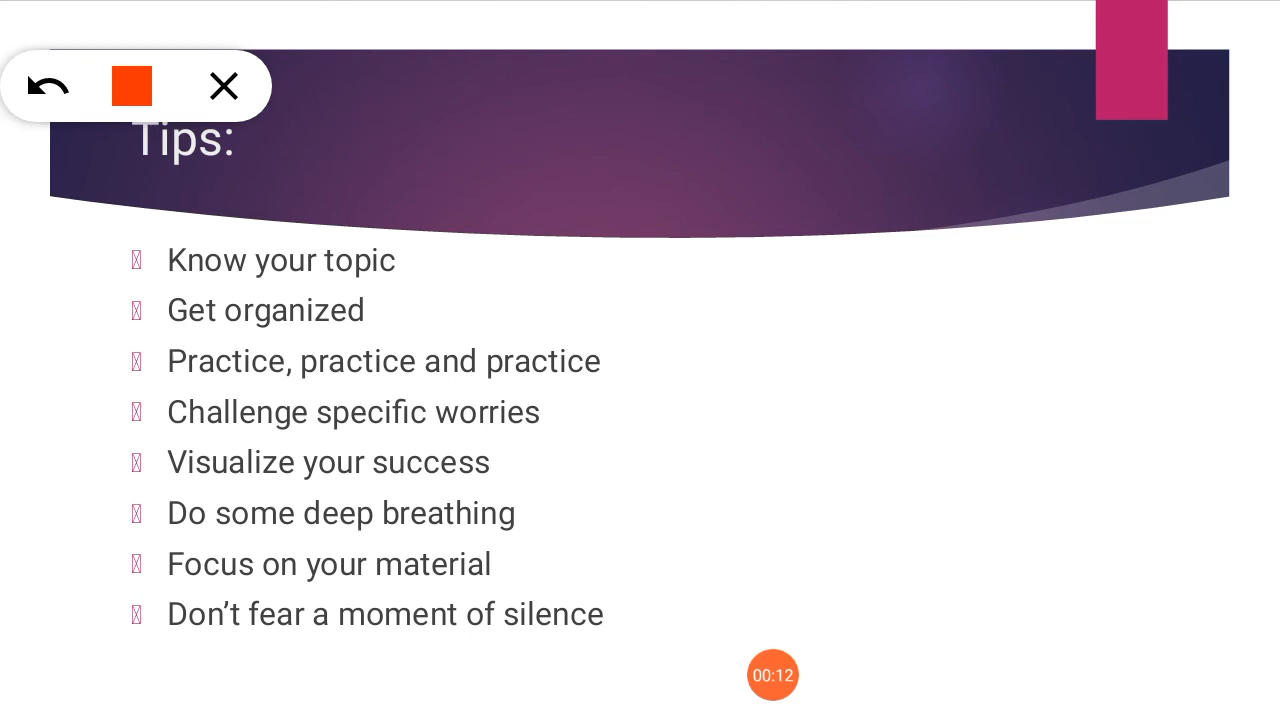 Tips:
Know your topic
Get organized
Practice, practice and practice
Challenge specific worries
Visualize your success
Do some deep breathing
Focus on your material
Don’t fear a moment of silence
00:12